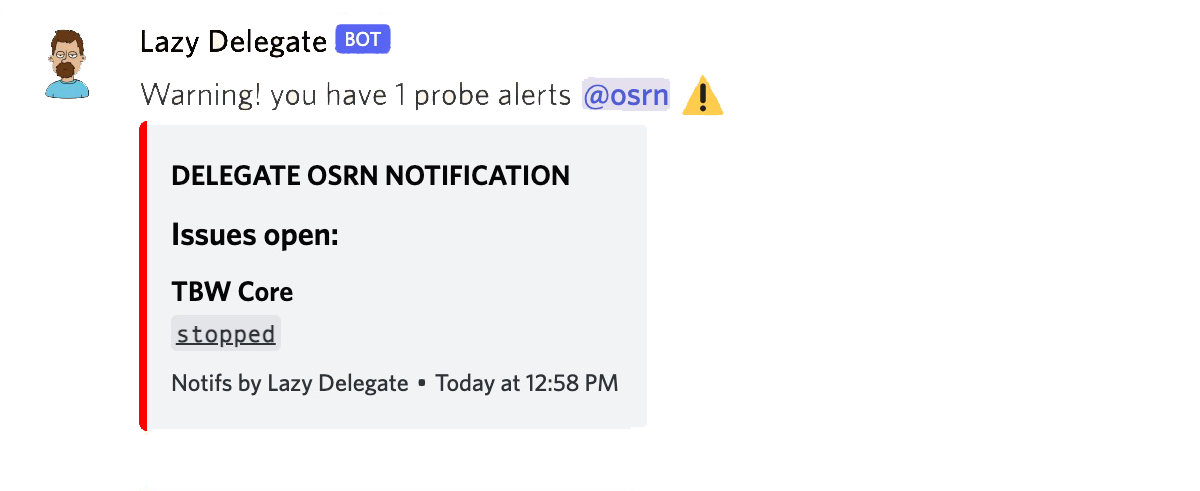 Lazy Delegate BOT
Warning! you have 1 probe alerts @osrn
DELEGATE OSRN NOTIFICATION
Issues open:
TBW Core
stopped
Notifs by Lazy Delegate • Today at 12:58 PM